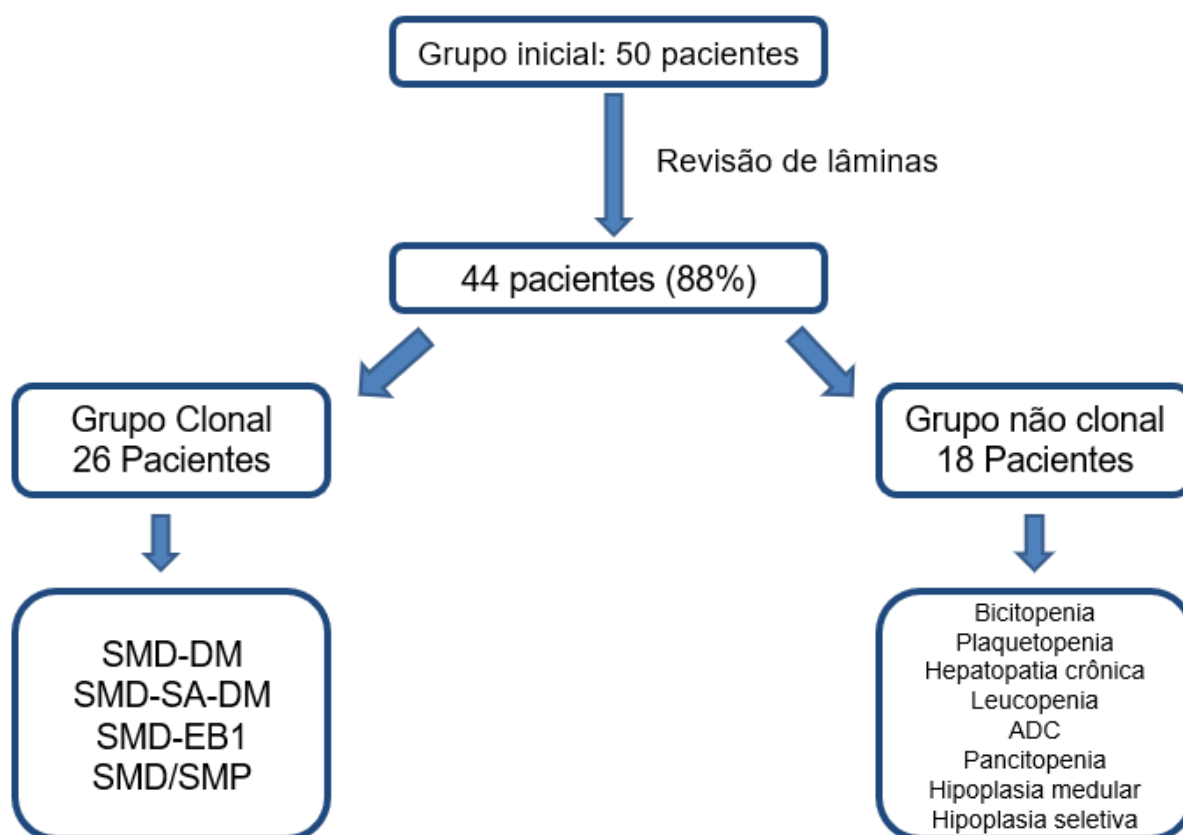 Grupo inicial: 50 pacientes
Revisão de lâminas
44 pacientes (88%)
Grupo Clonal
26 Pacientes
Grupo não clonal
18 Pacientes
SMD-DM
SMD-SA-DM
SMD-EB1
SMD/SMP
Bicitopenia
Plaquetopenia
Hepatopatia crônica
Leucopenia
ADC
Pancitopenia
Hipoplasia medular
Hipoplasia seletiva